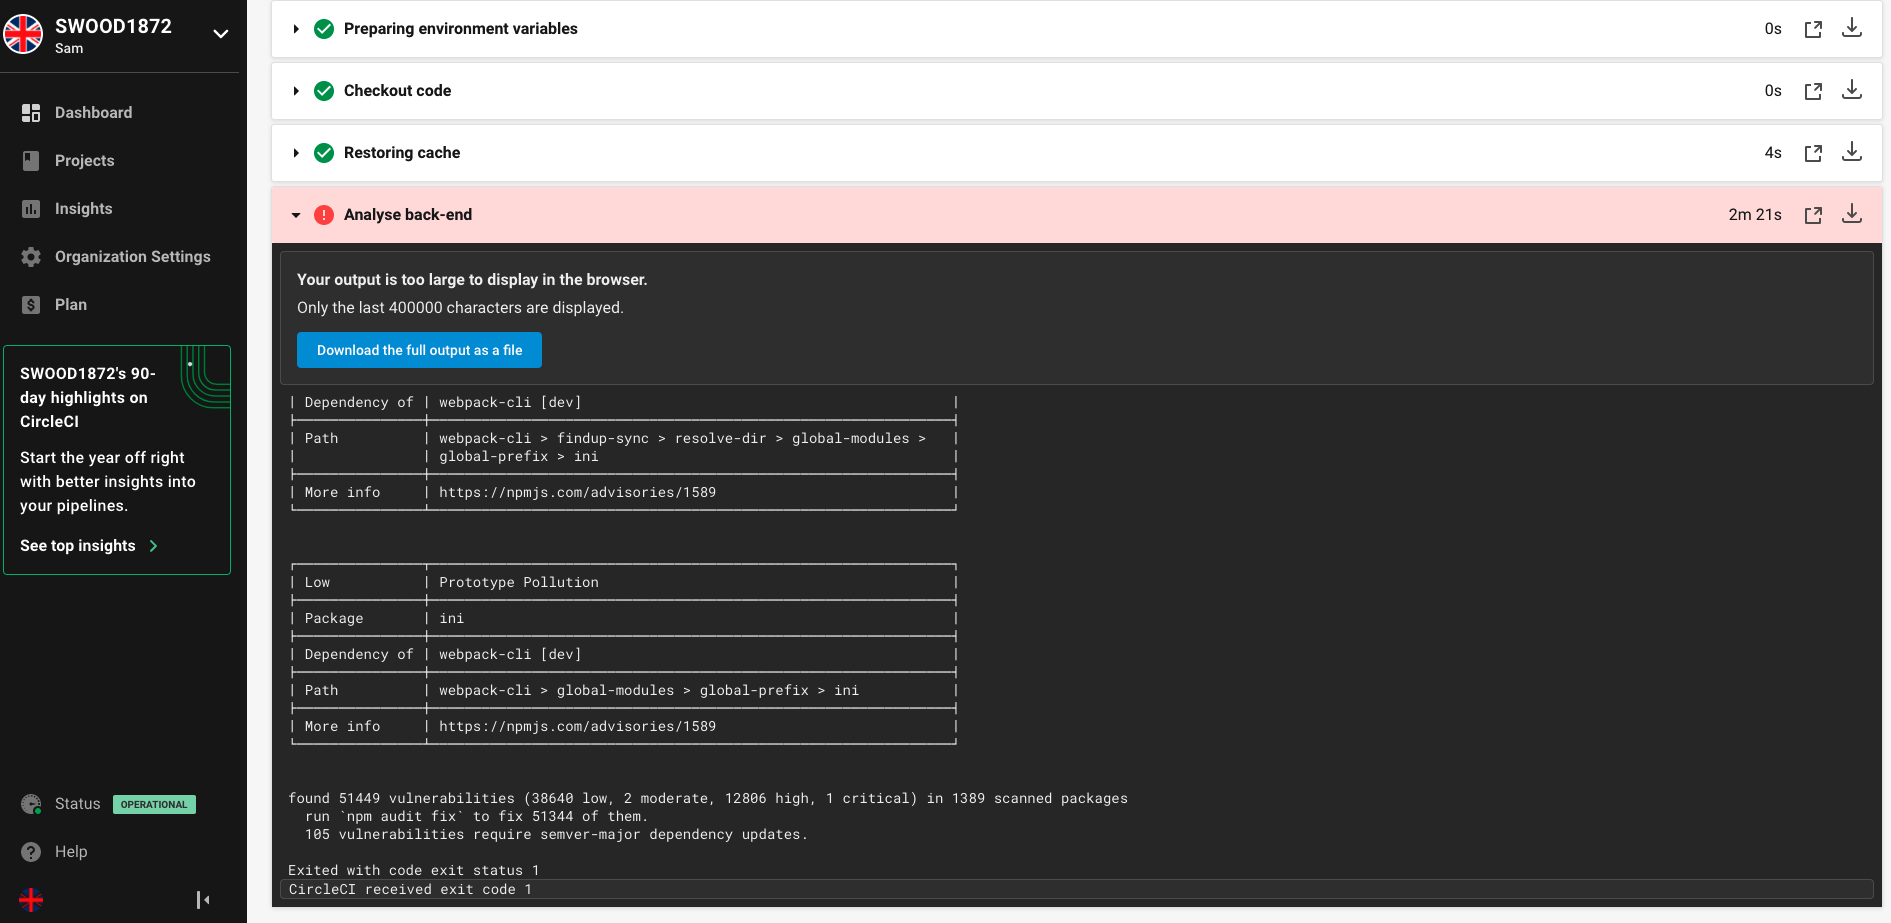 SWOOD1872
Sam
Dashboard
Projects
Insights
Organization Settings
Plan
SWOOD1872's 90-
day highlights on
CircleCI
Start the year off right
with better insights into
your pipelines.
See top insights
Status OPERATIONAL
Help
Preparing environment variables 0s
Checkout code 0s
Restoring cache 4s
Analyse back-end 2m 21s
Your output is too large to display in the browser.
Only the last 400000 characters are displayed.
Download the full output as a file
| Dependency of | webpack-cli [dev] |
| Path | webpack-cli > findup-sync > resolve-dir > global-modules > |
| | global-prefix > ini |
| More info | https://npmjs.com/advisories/1589 |
| Low | Prototype Pollution |
| Package | ini |
| Dependency of | webpack-cli [dev] |
| Path | webpack-cli > global-modules > global-prefix > ini |
| More info | https://npmjs.com/advisories/1589 |
found 51449 vulnerabilities (38640 low, 2 moderate, 12806 high, 1 critical) in 1389 scanned packages
run `npm audit fix` to fix 51344 of them.
105 vulnerabilities require semver-major dependency updates.
Exited with code exit status 1
CircleCI received exit code 1